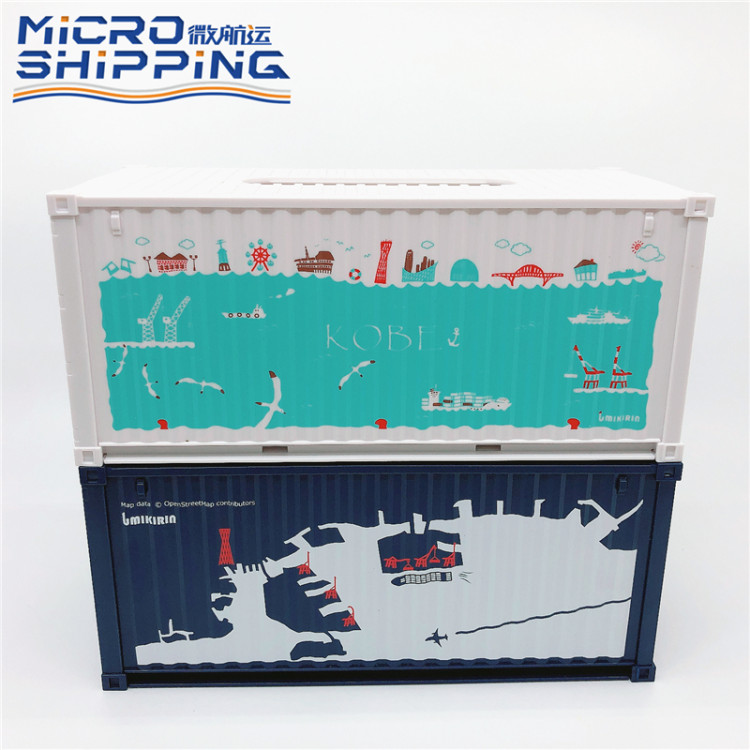 MiCRO 微航运
SHIPPING
KOBE
UMIKIRIN
Map data © OpenStreetMap contributors
UMIKIRIN